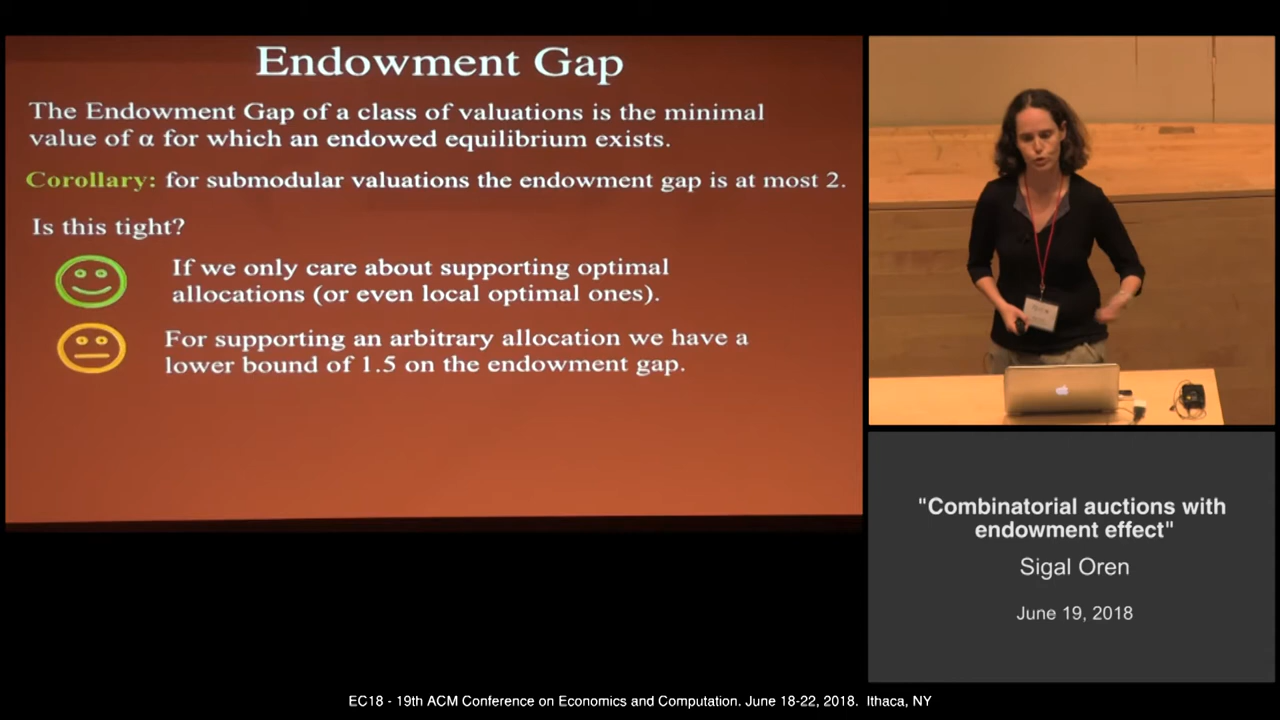 Endowment Gap
The Endowment Gap of a class of valuations is the minimal
value of α for which an endowed equilibrium exists.
Corollary: for submodular valuations the endowment gap is at most 2.
Is this tight?
If we only care about supporting optimal
allocations (or even local optimal ones).
For supporting an arbitrary allocation we have a
lower bound of 1.5 on the endowment gap.
"Combinatorial auctions with
endowment effect"
Sigal Oren
June 19, 2018
EC18 - 19th ACM Conference on Economics and Computation. June 18-22, 2018. Ithaca, NY